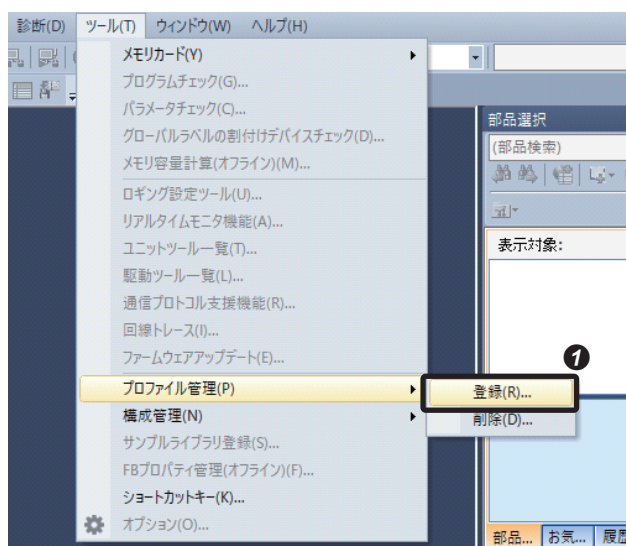 診断(D) ツール(T) ウィンドウ(W) ヘルプ(H)
メモリカード(Y)
プログラムチェック(G)...
パラメータチェック(C)...
グローバルラベルの割付けデバイスチェック(D)...
メモリ容量計算(オフライン)(M)...
ロギング設定ツール(U)...
リアルタイムモニタ機能(A)...
ユニットツール一覧(T)...
駆動ツール一覧(L)...
通信プロトコル支援機能(R)...
回線トレース(I)...
ファームウェアアップデート(E)...
プロファイル管理(P)
構成管理(N)
サンプルライブラリ登録(S)...
FBプロパティ管理(オフライン)(F)...
ショートカットキー(K)...
オプション(O)...
1
登録(R)...
削除(D)...
部品選択
(部品検索)
表示対象:
部品... お気... 履歴